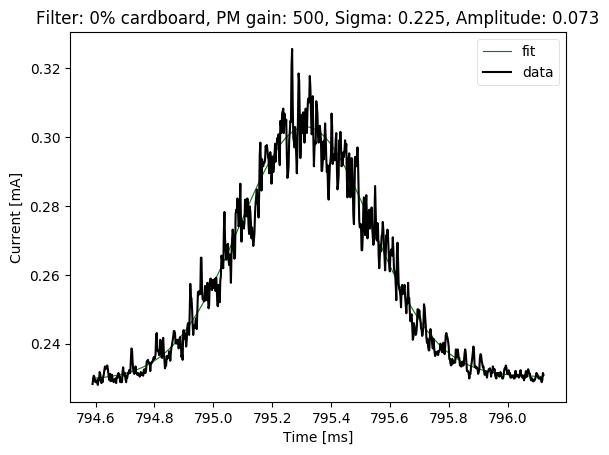 Filter: 0% cardboard, PM gain: 500, Sigma: 0.225, Amplitude: 0.073
fit
data
0.32
0.30
0.28
0.26
0.24
Current [mA]
794.6 794.8 795.0 795.2 795.4 795.6 795.8 796.0
Time [ms]